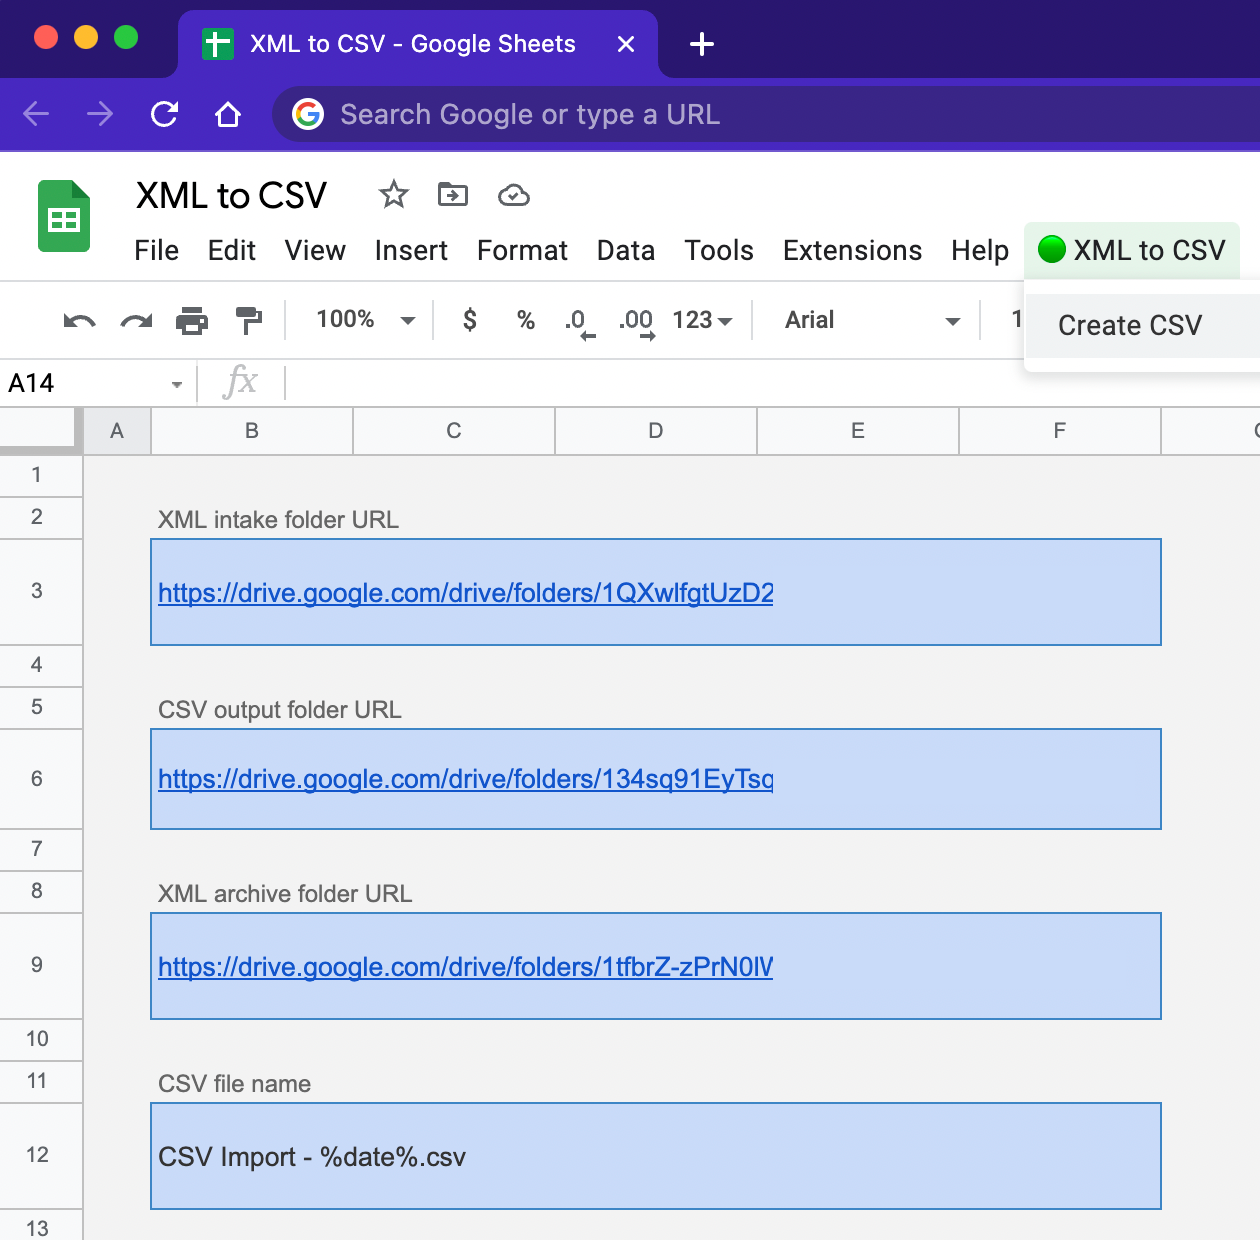 XML to CSV - Google Sheets
Search Google or type a URL
XML to CSV
File Edit View Insert Format Data Tools Extensions Help XML to CSV
100% $ % .0 .00 123 Arial 1
Create CSV
A14 fx
A B C D E F
1
2 XML intake folder URL
3 https://drive.google.com/drive/folders/1QXwlfgtUzD2
4
5 CSV output folder URL
6 https://drive.google.com/drive/folders/134sq91EyTsq
7
8 XML archive folder URL
9 https://drive.google.com/drive/folders/1tfbrZ-zPrN0l
10
11 CSV file name
12 CSV Import - %date%.csv
13